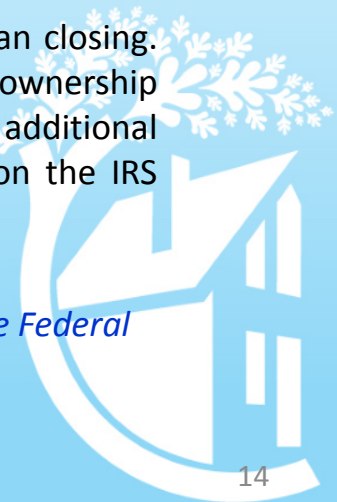 an closing.
ownership
additional
on the IRS
e Federal
14